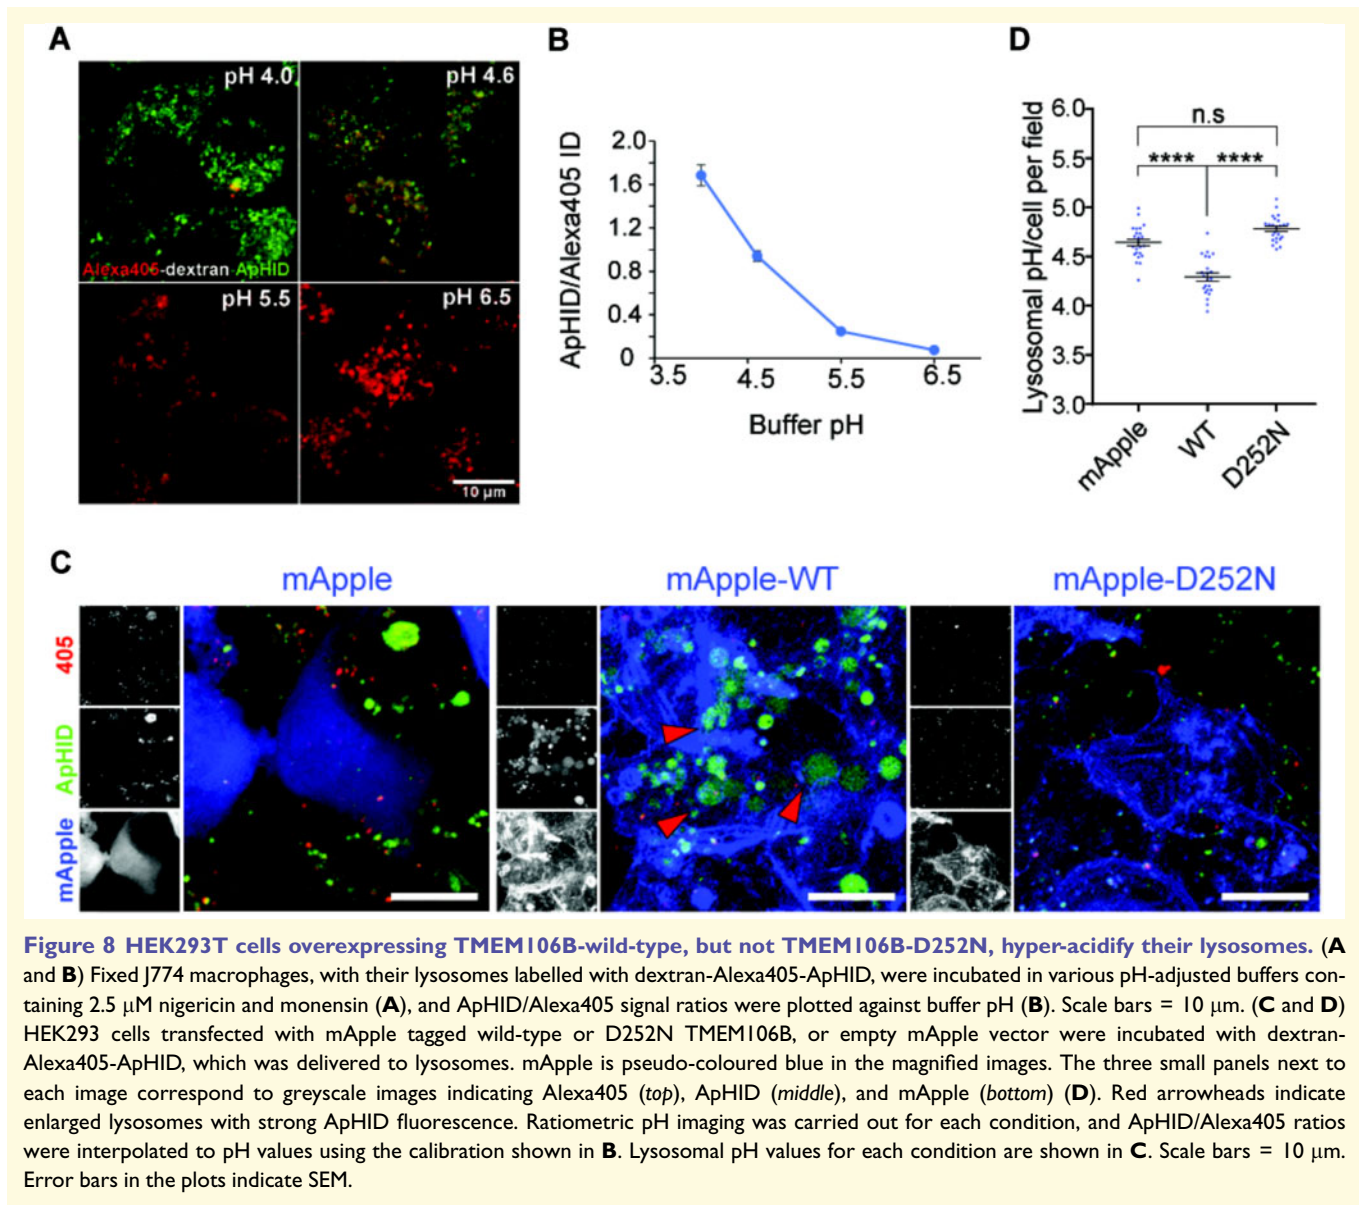 A
pH 4.0
pH 4.6
Alexa405-dextran-ApHID
pH 5.5
pH 6.5
10 µm
B
ApHID/Alexa405 ID
2.0
1.6
1.2
0.8
0.4
0
3.5
4.5
5.5
6.5
Buffer pH
D
Lysosomal pH/cell per field
6.0
5.5
5.0
4.5
4.0
3.5
3.0
n.s
**** ****
mApple
WT
D252N
C
mApple
mApple-WT
mApple-D252N
405
ApHID
mApple
Figure 8 HEK293T cells overexpressing TMEM106B-wild-type, but not TMEM106B-D252N, hyper-acidify their lysosomes. (A
and B) Fixed J774 macrophages, with their lysosomes labelled with dextran-Alexa405-ApHID, were incubated in various pH-adjusted buffers con-
taining 2.5 µM nigericin and monensin (A), and ApHID/Alexa405 signal ratios were plotted against buffer pH (B). Scale bars = 10 µm. (C and D)
HEK293 cells transfected with mApple tagged wild-type or D252N TMEM106B, or empty mApple vector were incubated with dextran-
Alexa405-ApHID, which was delivered to lysosomes. mApple is pseudo-coloured blue in the magnified images. The three small panels next to
each image correspond to greyscale images indicating Alexa405 (top), ApHID (middle), and mApple (bottom) (D). Red arrowheads indicate
enlarged lysosomes with strong ApHID fluorescence. Ratiometric pH imaging was carried out for each condition, and ApHID/Alexa405 ratios
were interpolated to pH values using the calibration shown in B. Lysosomal pH values for each condition are shown in C. Scale bars = 10 µm.
Error bars in the plots indicate SEM.